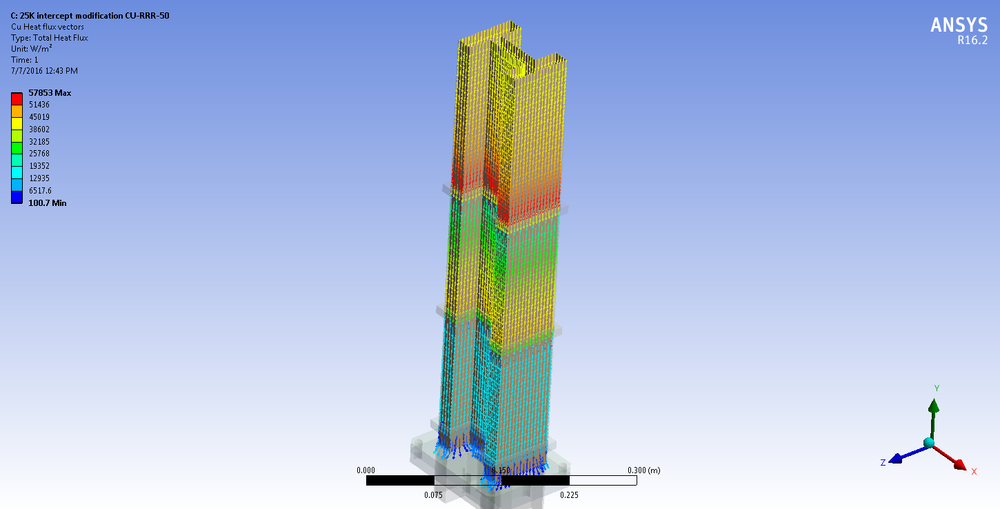 C: 25K intercept modification CU-RRR-50
Cu Heat flux vectors
Type: Total Heat Flux
Unit: W/m²
Time: 1
7/7/2016 12:43 PM
57853 Max
51436
45019
38602
32185
25768
19352
12935
6517.6
100.7 Min
ANSYS
R16.2
0.000
0.150
0.300 (m)
0.075
0.225
Y
Z
X